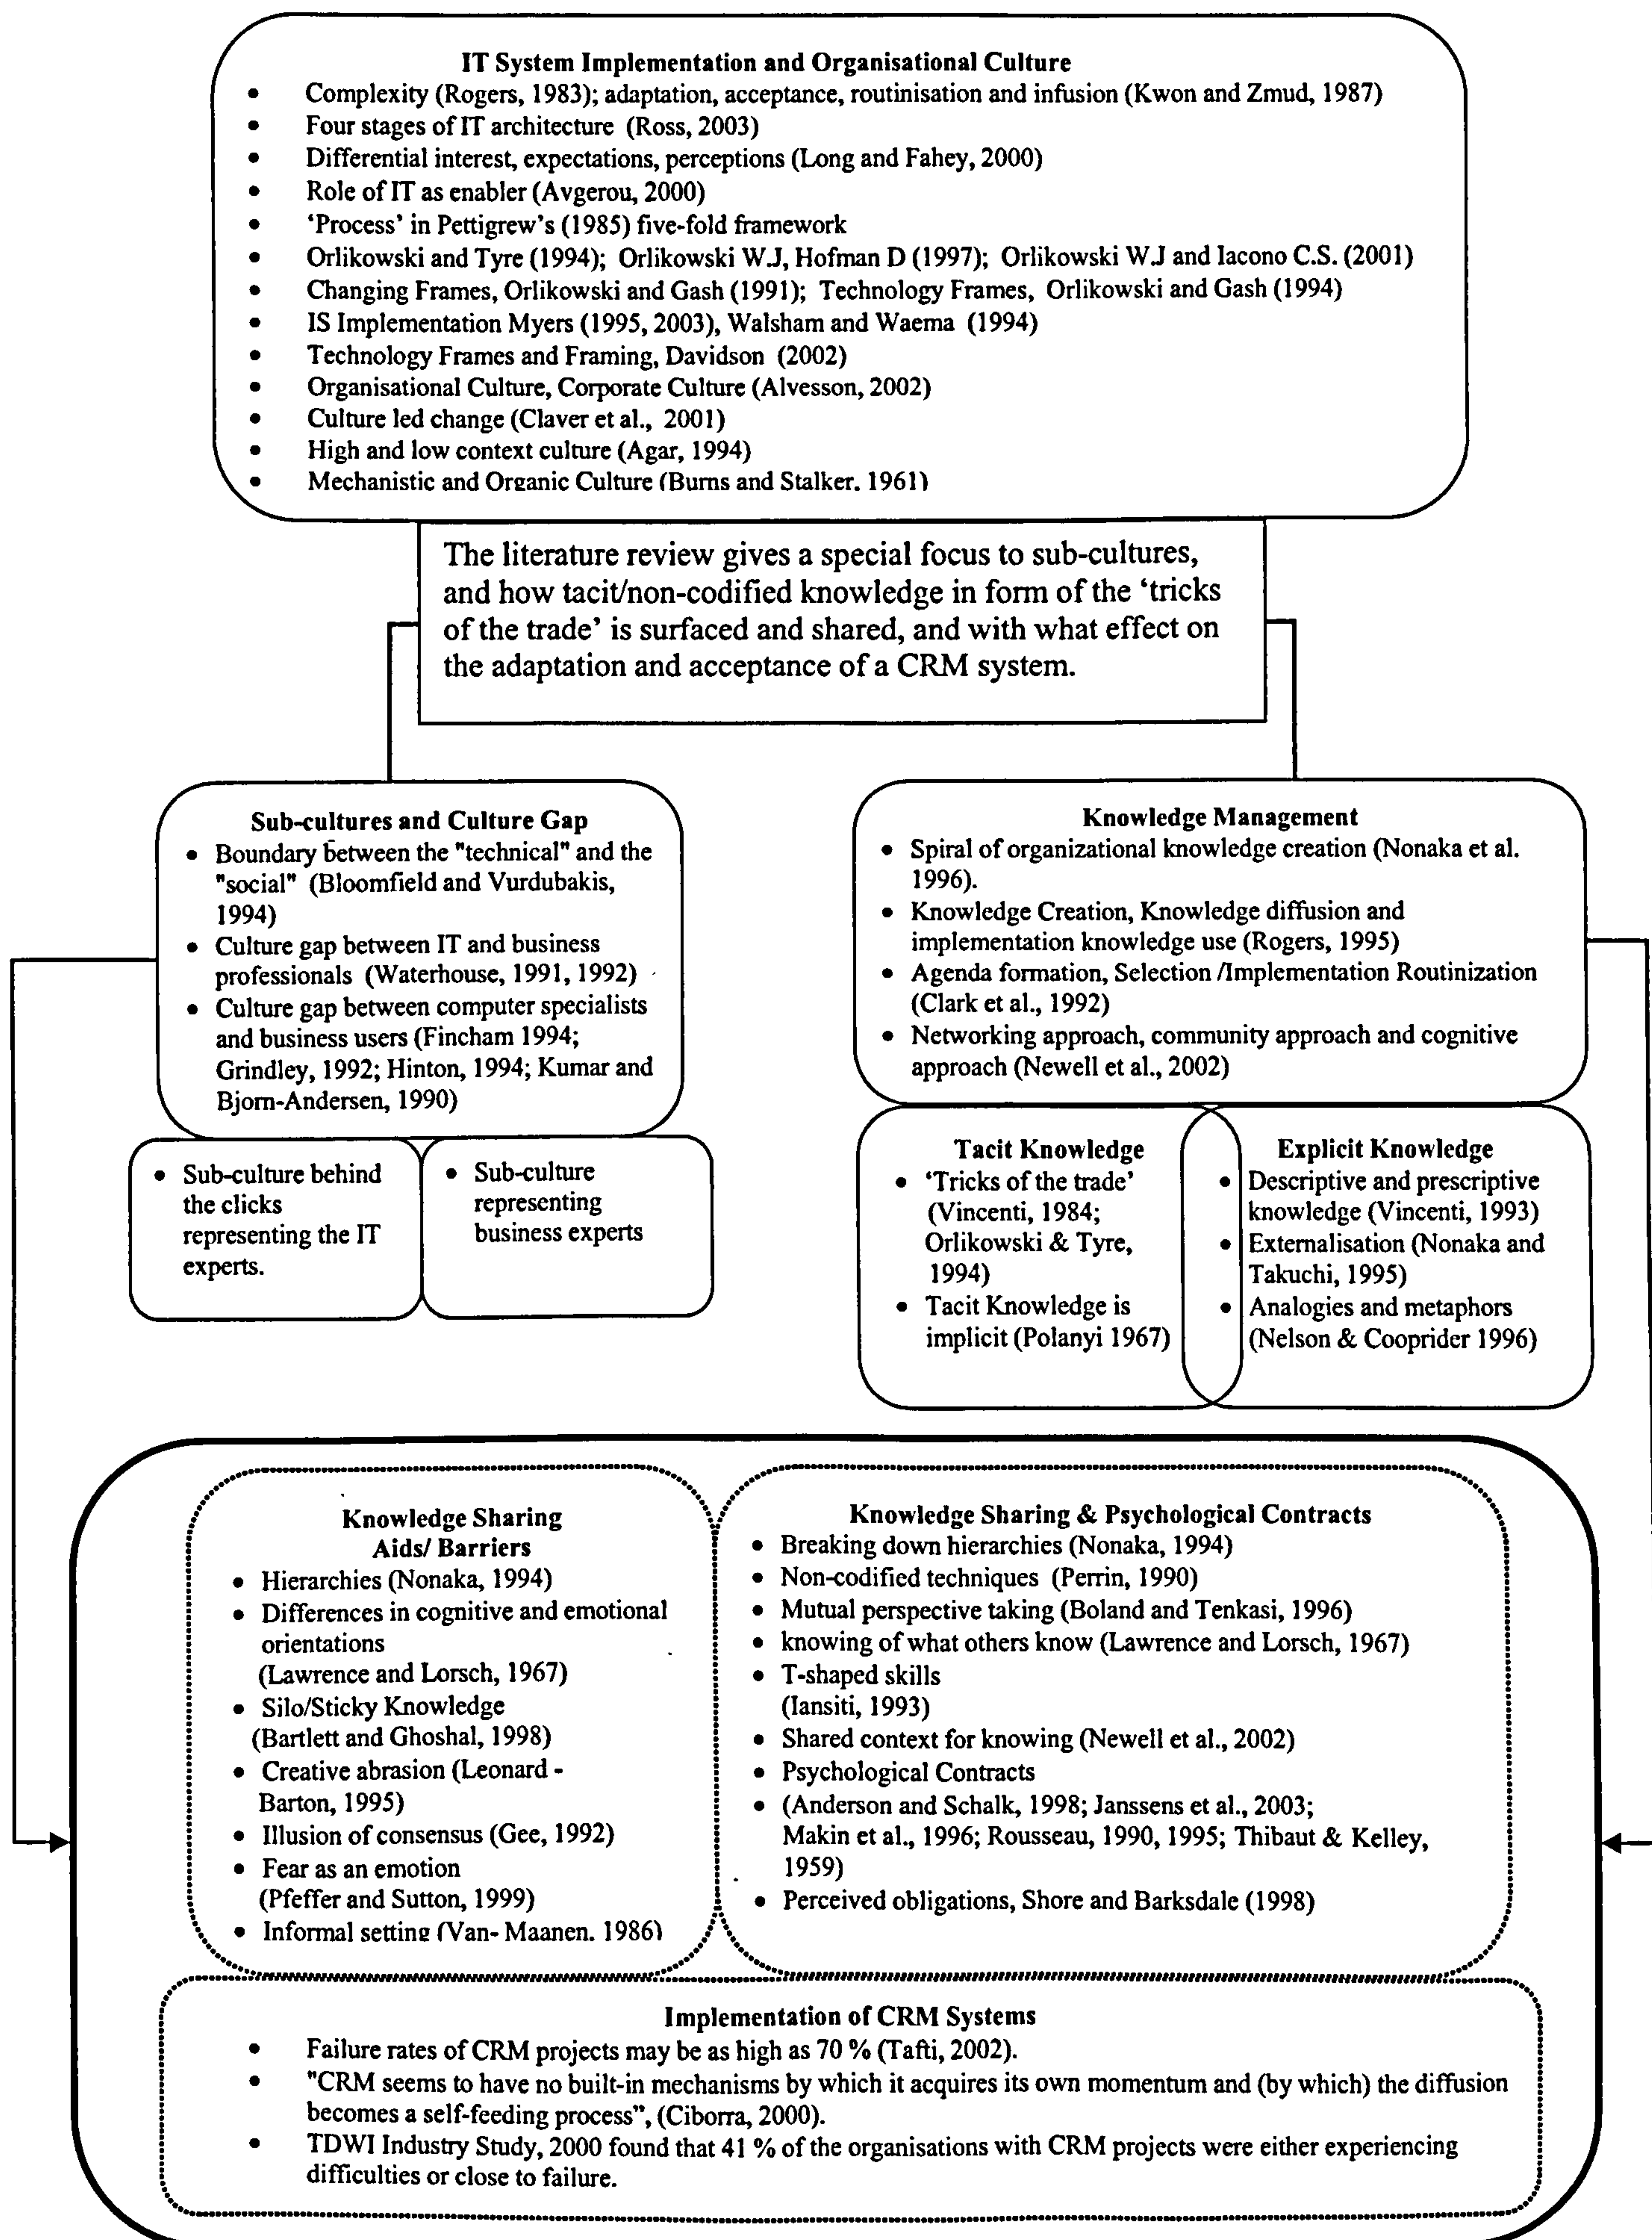 IT System Implementation and Organisational Culture
• Complexity (Rogers, 1983); adaptation, acceptance, routinisation and infusion (Kwon and Zmud, 1987)
• Four stages of IT architecture (Ross, 2003)
• Differential interest, expectations, perceptions (Long and Fahey, 2000)
• Role of IT as enabler (Avgerou, 2000)
• ‘Process’ in Pettigrew’s (1985) five-fold framework
• Orlikowski and Tyre (1994); Orlikowski W.J, Hofman D (1997); Orlikowski W.J and Iacono C.S. (2001)
• Changing Frames, Orlikowski and Gash (1991); Technology Frames, Orlikowski and Gash (1994)
• IS Implementation Myers (1995, 2003), Walsham and Waema (1994)
• Technology Frames and Framing, Davidson (2002)
• Organisational Culture, Corporate Culture (Alvesson, 2002)
• Culture led change (Claver et al., 2001)
• High and low context culture (Agar, 1994)
• Mechanistic and Organic Culture (Burns and Stalker. 1961)
The literature review gives a special focus to sub-cultures,
and how tacit/non-codified knowledge in form of the ‘tricks
of the trade’ is surfaced and shared, and with what effect on
the adaptation and acceptance of a CRM system.
Sub-cultures and Culture Gap
• Boundary between the "technical" and the
"social" (Bloomfield and Vurdubakis,
1994)
• Culture gap between IT and business
professionals (Waterhouse, 1991, 1992)
• Culture gap between computer specialists
and business users (Fincham 1994;
Grindley, 1992; Hinton, 1994; Kumar and
Bjorn-Andersen, 1990)
• Sub-culture behind
the clicks
representing the IT
experts.
• Sub-culture
representing
business experts
Knowledge Management
• Spiral of organizational knowledge creation (Nonaka et al.
1996).
• Knowledge Creation, Knowledge diffusion and
implementation knowledge use (Rogers, 1995)
• Agenda formation, Selection /Implementation Routinization
(Clark et al., 1992)
• Networking approach, community approach and cognitive
approach (Newell et al., 2002)
Tacit Knowledge
• ‘Tricks of the trade’
(Vincenti, 1984;
Orlikowski & Tyre,
1994)
• Tacit Knowledge is
implicit (Polanyi 1967)
Explicit Knowledge
• Descriptive and prescriptive
knowledge (Vincenti, 1993)
• Externalisation (Nonaka and
Takuchi, 1995)
• Analogies and metaphors
(Nelson & Cooprider 1996)
Knowledge Sharing
Aids/ Barriers
• Hierarchies (Nonaka, 1994)
• Differences in cognitive and emotional
orientations
(Lawrence and Lorsch, 1967)
• Silo/Sticky Knowledge
(Bartlett and Ghoshal, 1998)
• Creative abrasion (Leonard -
Barton, 1995)
• Illusion of consensus (Gee, 1992)
• Fear as an emotion
(Pfeffer and Sutton, 1999)
• Informal setting (Van- Maanen. 1986)
Knowledge Sharing & Psychological Contracts
• Breaking down hierarchies (Nonaka, 1994)
• Non-codified techniques (Perrin, 1990)
• Mutual perspective taking (Boland and Tenkasi, 1996)
• knowing of what others know (Lawrence and Lorsch, 1967)
• T-shaped skills
(Iansiti, 1993)
• Shared context for knowing (Newell et al., 2002)
• Psychological Contracts
• (Anderson and Schalk, 1998; Janssens et al., 2003;
Makin et al., 1996; Rousseau, 1990, 1995; Thibaut & Kelley,
1959)
• Perceived obligations, Shore and Barksdale (1998)
Implementation of CRM Systems
• Failure rates of CRM projects may be as high as 70 % (Tafti, 2002).
• "CRM seems to have no built-in mechanisms by which it acquires its own momentum and (by which) the diffusion
becomes a self-feeding process", (Ciborra, 2000).
• TDWI Industry Study, 2000 found that 41 % of the organisations with CRM projects were either experiencing
difficulties or close to failure.